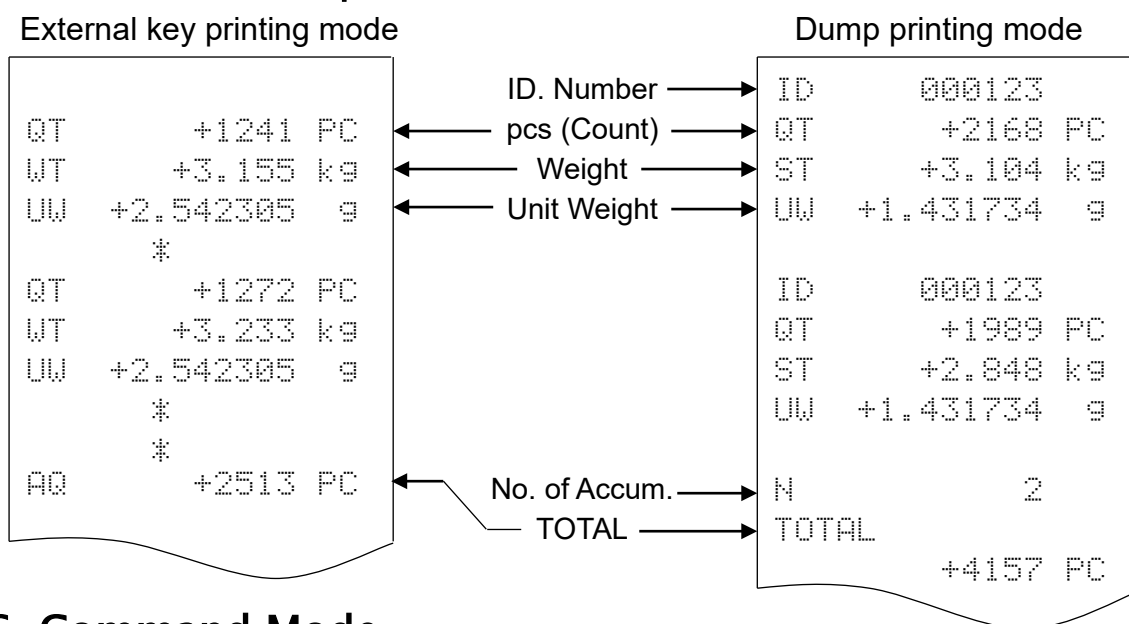 External key printing mode
QT +1241 PC
WT +3.155 kg
UW +2.542305 g
*
QT +1272 PC
WT +3.233 kg
UW +2.542305 g
*
*
AQ +2513 PC
ID. Number
pcs (Count)
Weight
Unit Weight
No. of Accum.
TOTAL
Dump printing mode
ID 000123
QT +2168 PC
ST +3.104 kg
UW +1.431734 g
ID 000123
QT +1989 PC
ST +2.848 kg
UW +1.431734 g
N 2
TOTAL
+4157 PC
Command Mode